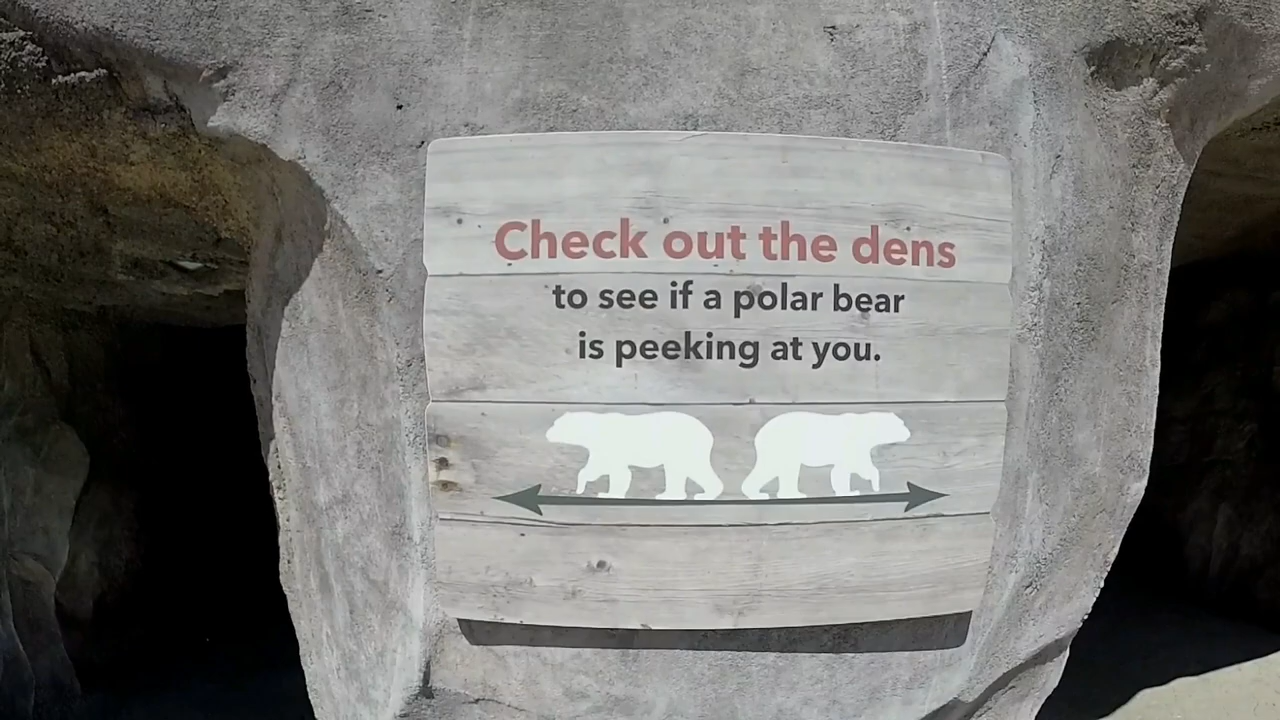 Check out the dens
to see if a polar bear
is peeking at you.